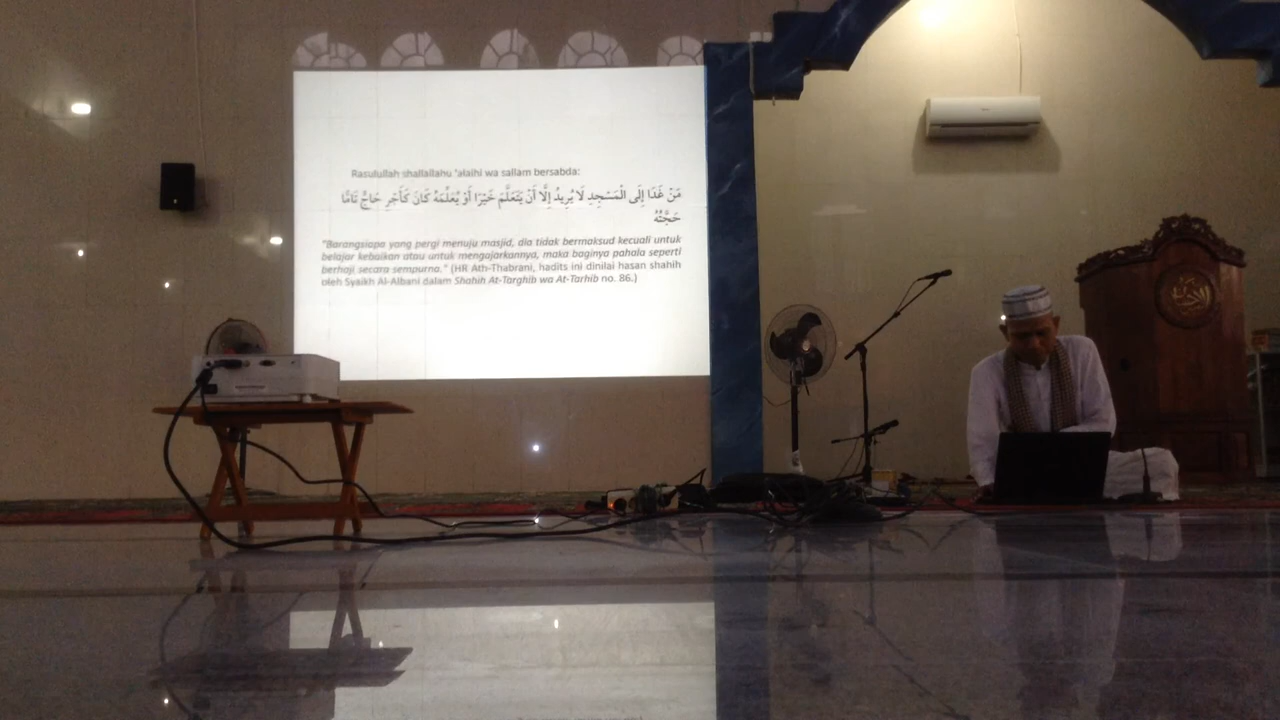 Rasulullah shallallahu 'alaihi wa sallam bersabda:
مَنْ غَدَا إِلَى الْمَسْجِدِ لَا يُرِيدُ إِلَّا أَنْ يَتَعَلَّمَ خَيْرًا أَوْ يُعَلِّمَهُ كَانَ كَأَجْرِ حَاجٍّ تَامًّا
حَجَّتُهُ
"Barangsiapa yang pergi menuju masjid, dia tidak bermaksud kecuali untuk
belajar kebaikan atau untuk mengajarkannya, maka baginya pahala seperti
berhaji secara sempurna." (HR Ath-Thabrani, hadits ini dinilai hasan shahih
oleh Syaikh Al-Albani dalam Shahih At-Targhib wa At-Tarhib no. 86.)